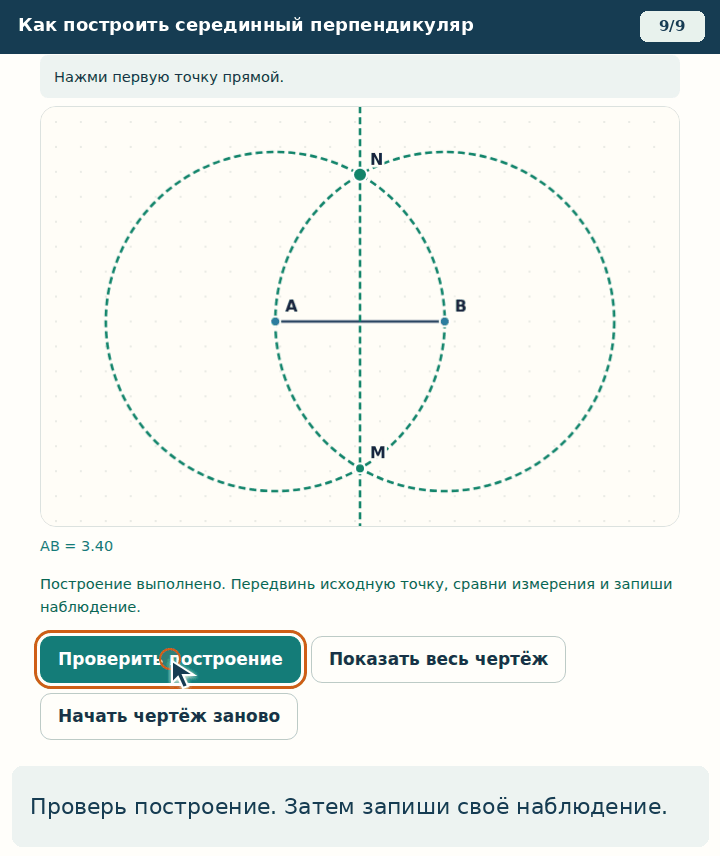 Как построить серединный перпендикуляр
9/9
Нажми первую точку прямой.
N
A
B
M
AB = 3.40
Построение выполнено. Передвинь исходную точку, сравни измерения и запиши
наблюдение.
Проверить построение
Показать весь чертёж
Начать чертёж заново
Проверь построение. Затем запиши своё наблюдение.